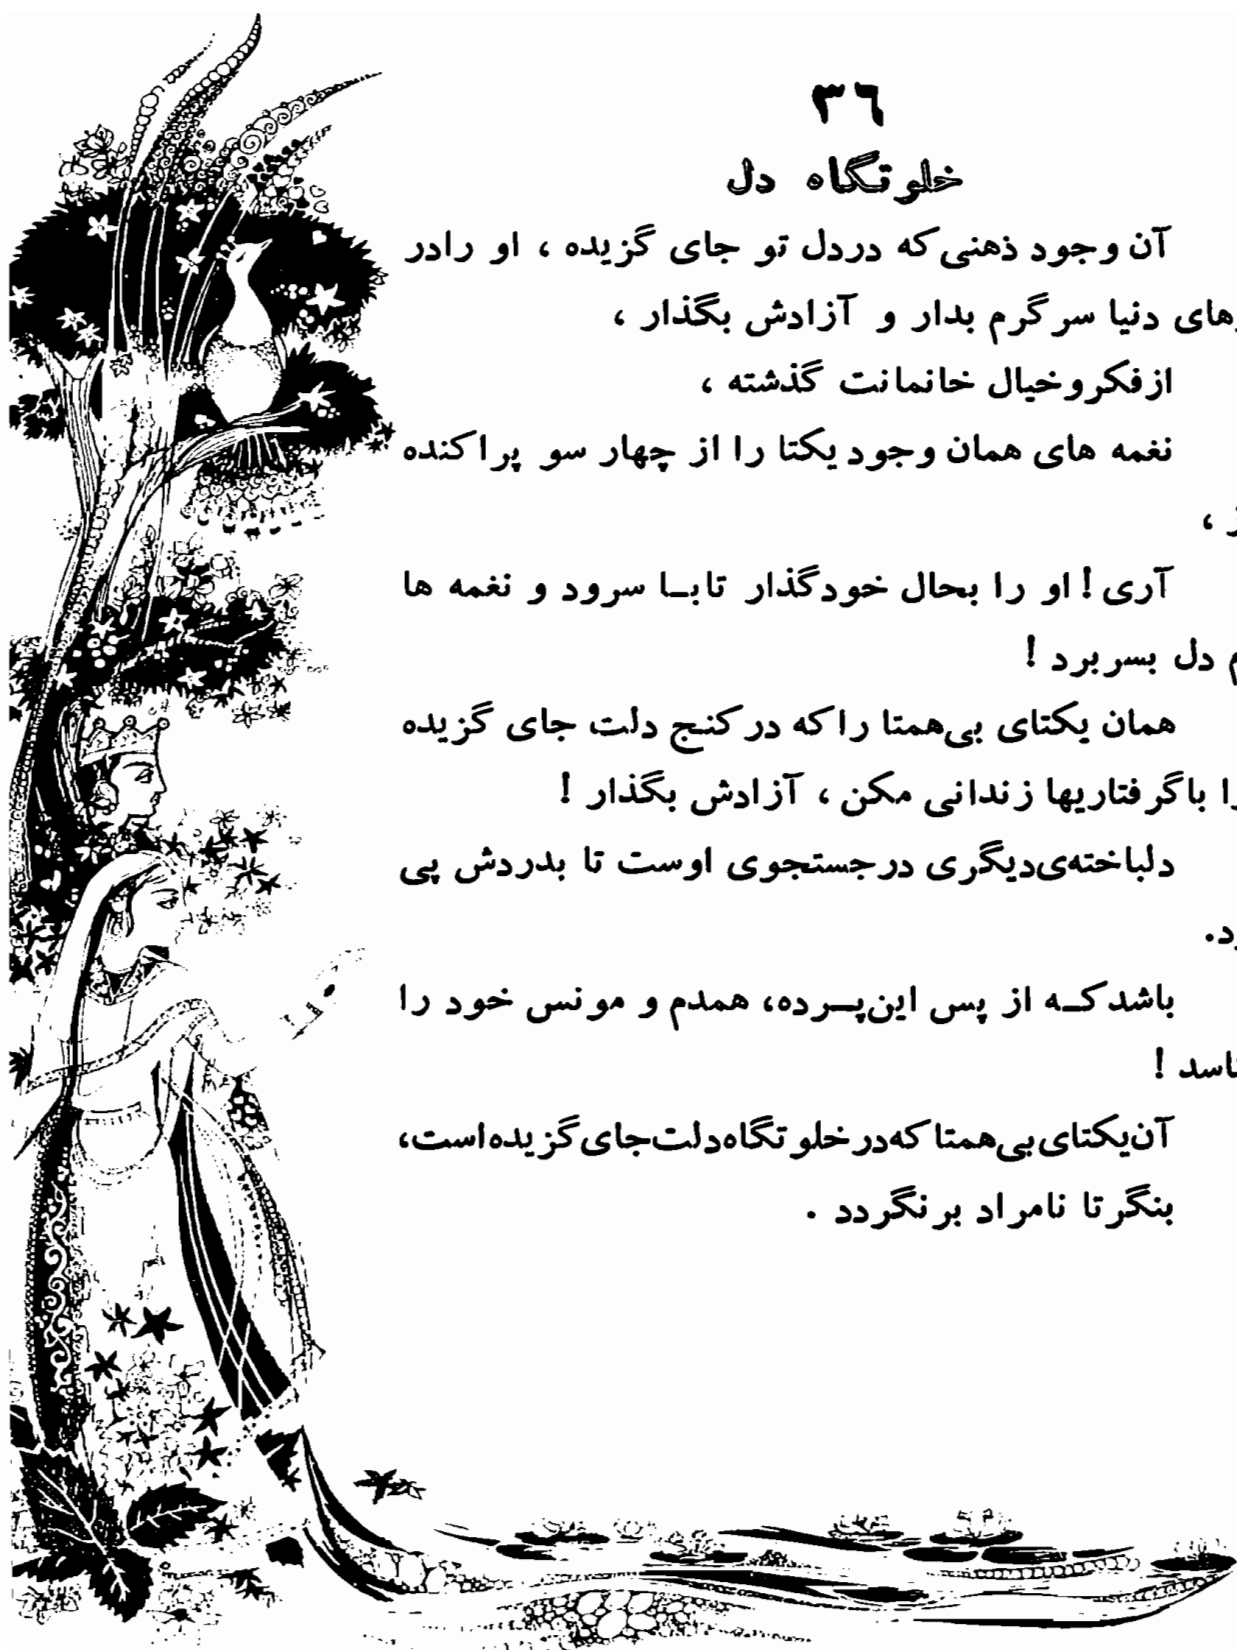 ٣٦
خلوتگاه دل
آن وجود ذهنی که دردل تو جای گزیده ، او رادر
دنیا سرگرم بدار و آزادش بگذار ،
ازفکروخیال خانمانت گذشته ،
نغمه های همان وجود یکتا را از چهار سو پراکنده
،
آری ! او را بحال خودگذار تابـا سرود و نغمه ها
دل بسربرد !
همان یکتای بی‌همتا راکه درکنج دلت جای گزیده
باگرفتاریها زندانی مکن ، آزادش بگذار !
دلباخته‌ی‌دیگری درجستجوی اوست تا بدردش پی
.
باشدکـه از پس این‌پـرده، همدم و مونس خود را
!
آن‌یکتای بی‌همتا که‌در خلوتگاه‌دلت‌جای‌گزیده‌است،
بنگرتا نامراد برنگردد .